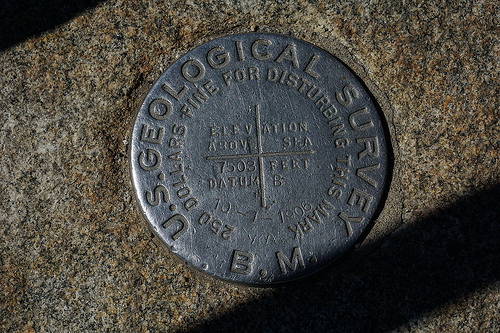 U.S. GEOLOGICAL SURVEY
250 DOLLARS FINE FOR DISTURBING THIS MARK
ELEVATION
ABOVE SEA
7503 FEET
DATUM B
B.M.